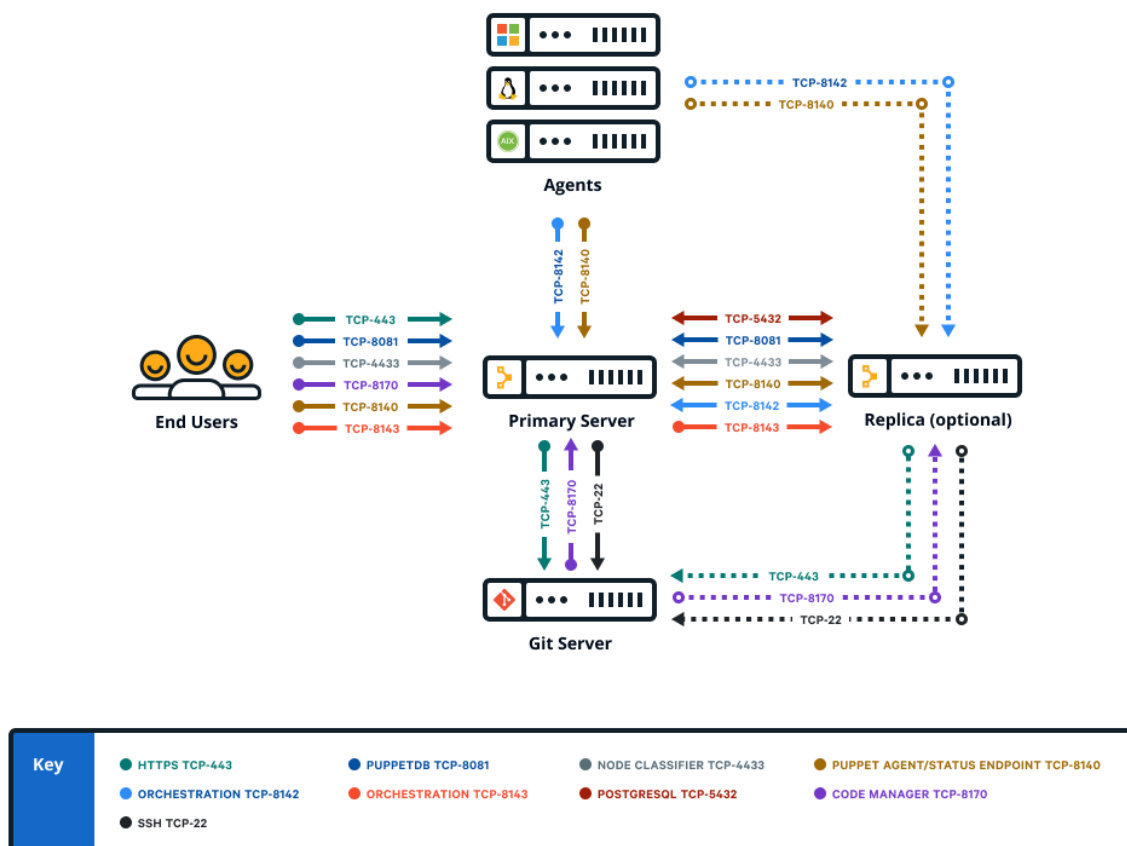 TCP-8142
TCP-8140
AIX
Agents
TCP-8142
TCP-8140
TCP-443
TCP-8081
TCP-4433
TCP-8170
TCP-8140
TCP-8143
End Users
Primary Server
TCP-5432
TCP-8081
TCP-4433
TCP-8140
TCP-8142
TCP-8143
Replica (optional)
TCP-443
TCP-8170
TCP-22
TCP-443
TCP-8170
TCP-22
Git Server
Key
HTTPS TCP-443
PUPPETDB TCP-8081
NODE CLASSIFIER TCP-4433
PUPPET AGENT/STATUS ENDPOINT TCP-8140
ORCHESTRATION TCP-8142
ORCHESTRATION TCP-8143
POSTGRESQL TCP-5432
CODE MANAGER TCP-8170
SSH TCP-22